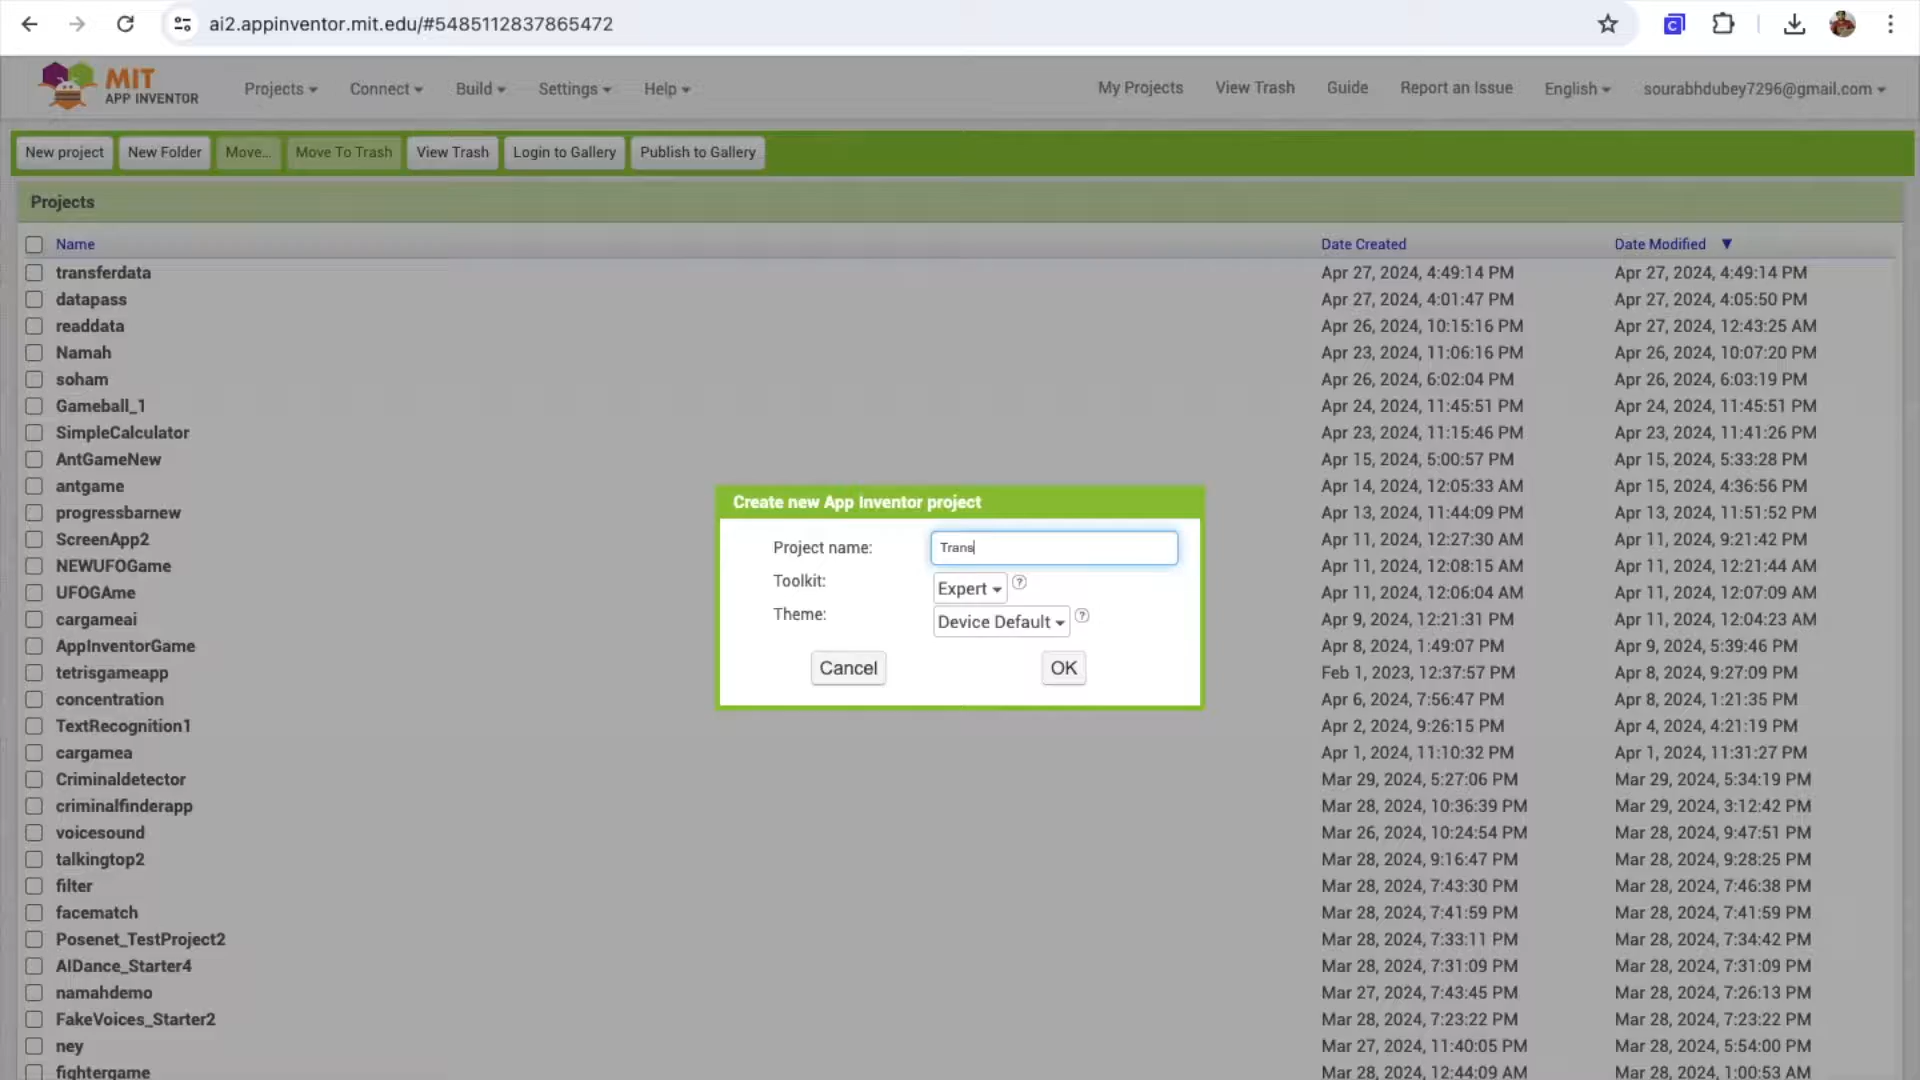 ai2.appinventor.mit.edu/#5485112837865472
MIT
APP INVENTOR
Projects Connect Build Settings Help My Projects View Trash Guide Report an Issue English sourabhdubey7296@gmail.com
New project New Folder Move... Move To Trash View Trash Login to Gallery Publish to Gallery
Projects
Name Date Created Date Modified
transferdata Apr 27, 2024, 4:49:14 PM Apr 27, 2024, 4:49:14 PM
datapass Apr 27, 2024, 4:01:47 PM Apr 27, 2024, 4:05:50 PM
readdata Apr 26, 2024, 10:15:16 PM Apr 27, 2024, 12:43:25 AM
Namah Apr 23, 2024, 11:06:16 PM Apr 26, 2024, 10:07:20 PM
soham Apr 26, 2024, 6:02:04 PM Apr 26, 2024, 6:03:19 PM
Gameball_1 Apr 24, 2024, 11:45:51 PM Apr 24, 2024, 11:45:51 PM
SimpleCalculator Apr 23, 2024, 11:15:46 PM Apr 23, 2024, 11:41:26 PM
AntGameNew Apr 15, 2024, 5:00:57 PM Apr 15, 2024, 5:33:28 PM
antgame Apr 14, 2024, 12:05:33 AM Apr 15, 2024, 4:36:56 PM
progressbarnew Apr 13, 2024, 11:44:09 PM Apr 13, 2024, 11:51:52 PM
ScreenApp2 Apr 11, 2024, 12:27:30 AM Apr 11, 2024, 9:21:42 PM
NEWUFOGame Apr 11, 2024, 12:08:15 AM Apr 11, 2024, 12:21:44 AM
UFOGAme Apr 11, 2024, 12:06:04 AM Apr 11, 2024, 12:07:09 AM
cargameai Apr 9, 2024, 12:21:31 PM Apr 11, 2024, 12:04:23 AM
AppInventorGame Apr 8, 2024, 1:49:07 PM Apr 9, 2024, 5:39:46 PM
tetrisgameapp Feb 1, 2023, 12:37:57 PM Apr 8, 2024, 9:27:09 PM
concentration Apr 6, 2024, 7:56:47 PM Apr 8, 2024, 1:21:35 PM
TextRecognition1 Apr 2, 2024, 9:26:15 PM Apr 4, 2024, 4:21:19 PM
cargamea Apr 1, 2024, 11:10:32 PM Apr 1, 2024, 11:31:27 PM
Criminaldetector Mar 29, 2024, 5:27:06 PM Mar 29, 2024, 5:34:19 PM
criminalfinderapp Mar 28, 2024, 10:36:39 PM Mar 29, 2024, 3:12:42 PM
voicesound Mar 26, 2024, 10:24:54 PM Mar 28, 2024, 9:47:51 PM
talkingtop2 Mar 28, 2024, 9:16:47 PM Mar 28, 2024, 9:28:25 PM
filter Mar 28, 2024, 7:43:30 PM Mar 28, 2024, 7:46:38 PM
facematch Mar 28, 2024, 7:41:59 PM Mar 28, 2024, 7:41:59 PM
Posenet_TestProject2 Mar 28, 2024, 7:33:11 PM Mar 28, 2024, 7:34:42 PM
AIDance_Starter4 Mar 28, 2024, 7:31:09 PM Mar 28, 2024, 7:31:09 PM
namahdemo Mar 27, 2024, 7:43:45 PM Mar 28, 2024, 7:26:13 PM
FakeVoices_Starter2 Mar 28, 2024, 7:23:22 PM Mar 28, 2024, 7:23:22 PM
ney Mar 27, 2024, 11:40:05 PM Mar 28, 2024, 5:54:00 PM
fightergame Mar 28, 2024, 12:44:09 AM Mar 28, 2024, 1:00:53 AM
Create new App Inventor project
Project name: Trans
Toolkit: Expert ?
Theme: Device Default ?
Cancel OK